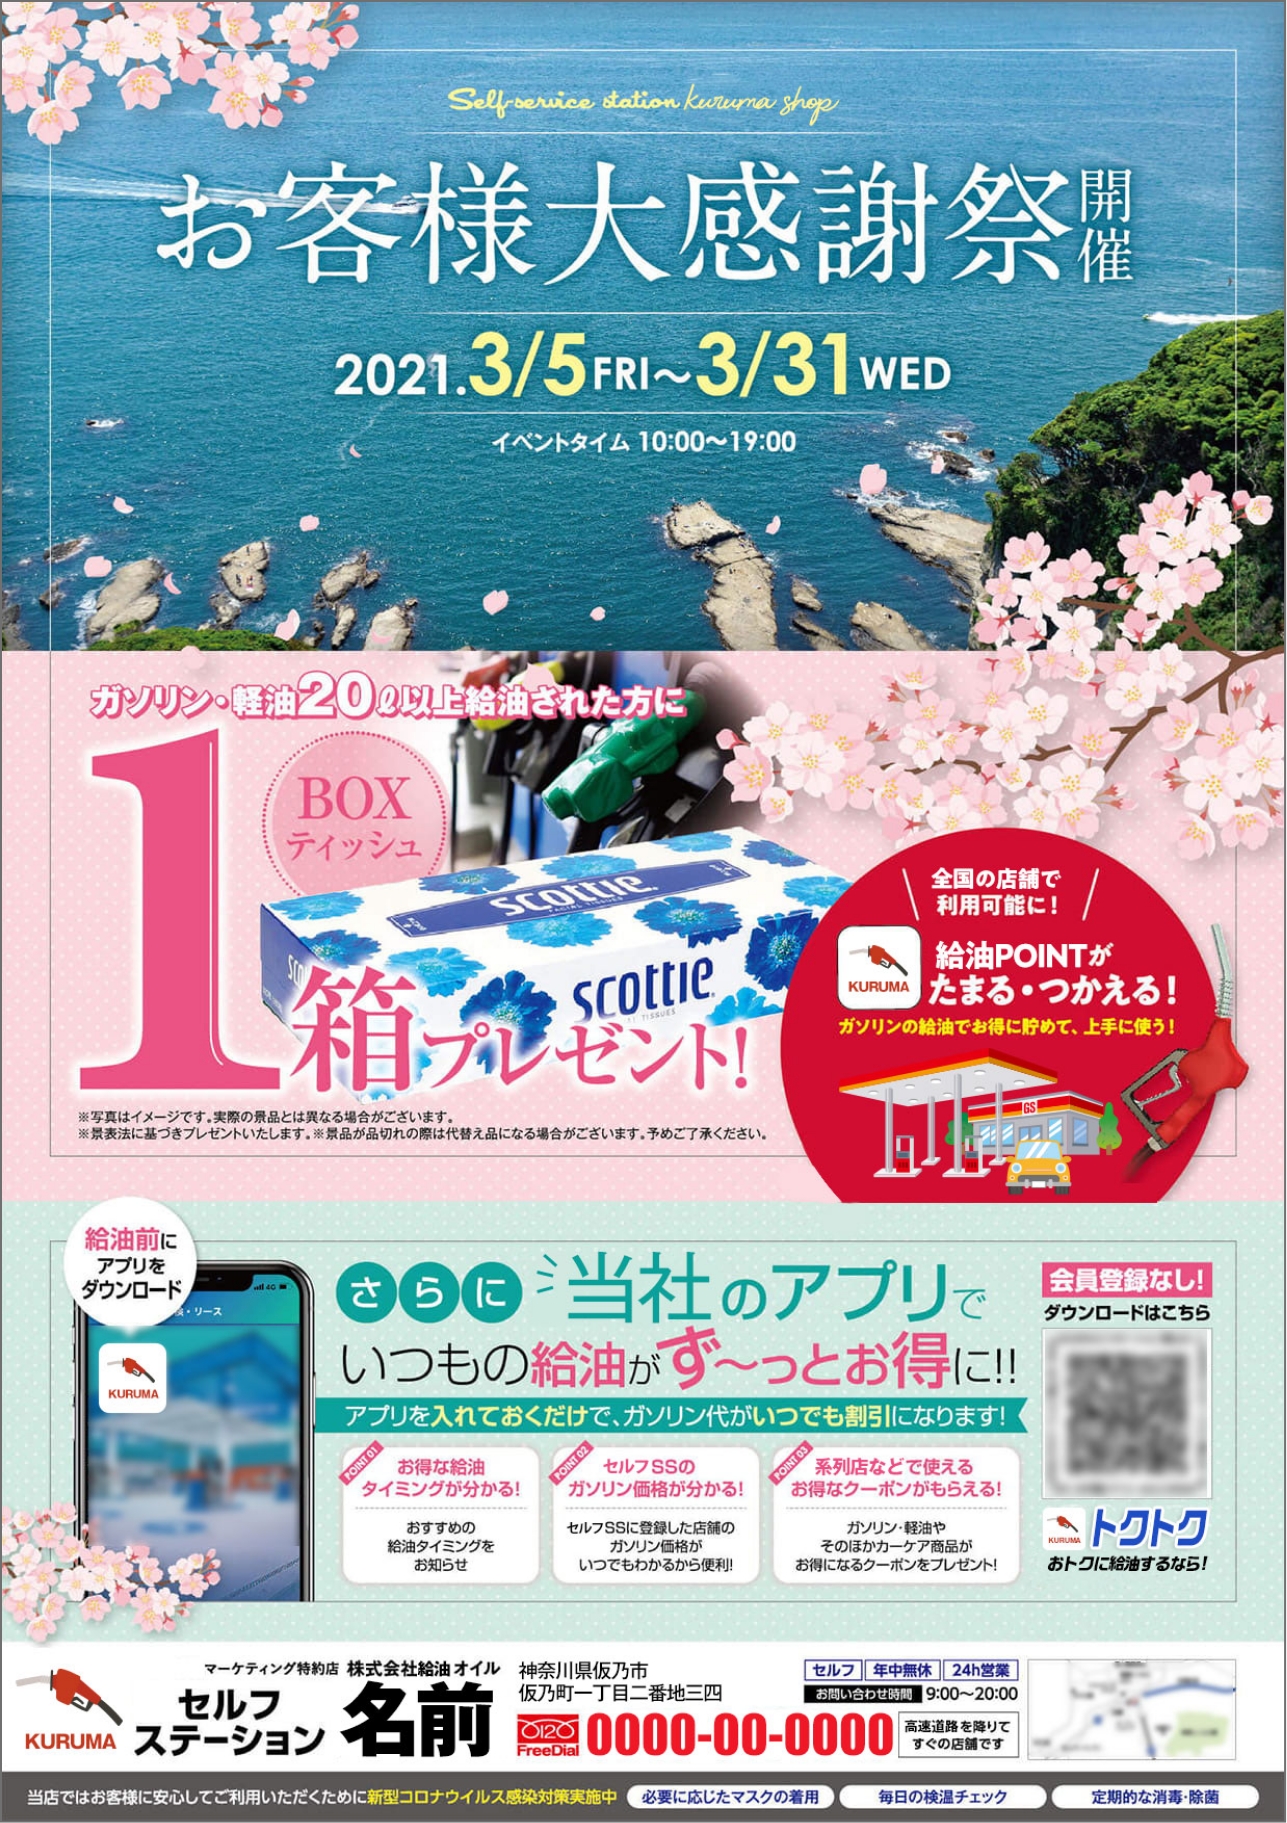 Self-service station kuruma shop
お客様大感謝祭開催
2021.3/5FRI～3/31WED
イベントタイム 10:00～19:00
ガソリン・軽油20ℓ以上給油された方に
BOX
ティッシュ
1箱プレゼント!
scottie
FACIAL TISSUES
scottie
TISSUES
※写真はイメージです。実際の景品とは異なる場合がございます。
※景表法に基づきプレゼントいたします。※景品が品切れの際は代替え品になる場合がございます。予めご了承ください。
全国の店舗で
利用可能に!
KURUMA
給油POINTが
たまる・つかえる!
ガソリンの給油でお得に貯めて、上手に使う!
GS
給油前に
アプリを
ダウンロード
4G
・リース
KURUMA
さらに 当社のアプリで
いつもの給油がず～っとお得に!!
アプリを入れておくだけで、ガソリン代がいつでも割引になります!
POINT 01
お得な給油
タイミングが分かる!
おすすめの
給油タイミングを
お知らせ
POINT 02
セルフSSの
ガソリン価格が分かる!
セルフSSに登録した店舗の
ガソリン価格が
いつでもわかるから便利!
POINT 03
系列店などで使える
お得なクーポンがもらえる!
ガソリン・軽油や
そのほかカーケア商品が
お得になるクーポンをプレゼント!
会員登録なし!
ダウンロードはこちら
KURUMA
トクトク
おトクに給油するなら!
KURUMA
マーケティング特約店 株式会社給油オイル
セルフ
ステーション
名前
神奈川県仮乃市
仮乃町一丁目二番地三四
0120
FreeDial
0000-00-0000
セルフ 年中無休 24h営業
お問い合わせ時間 9:00～20:00
高速道路を降りて
すぐの店舗です
当店ではお客様に安心してご利用いただくために新型コロナウイルス感染対策実施中 必要に応じたマスクの着用 毎日の検温チェック 定期的な消毒・除菌